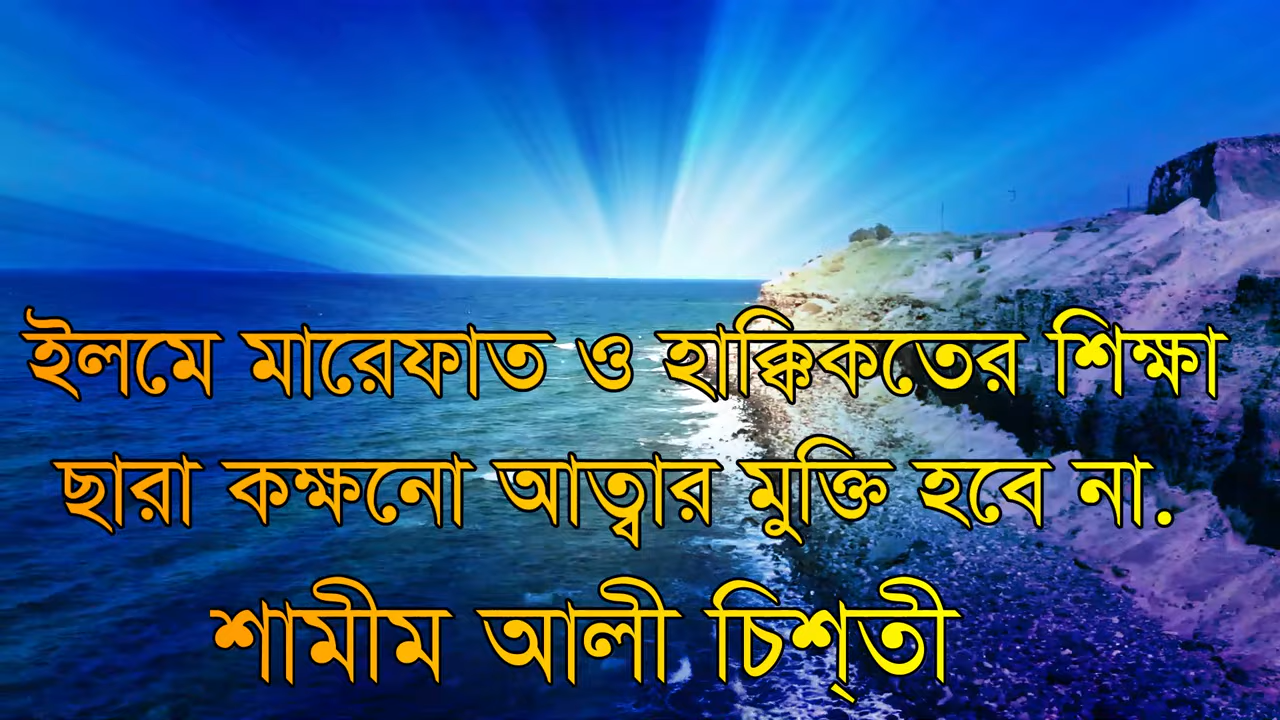 ইলমে মারেফাত ও হাক্কিকতের শিক্ষা
ছারা কক্ষনো আত্বার মুক্তি হবে না.
শামীম আলী চিশ্‌তী